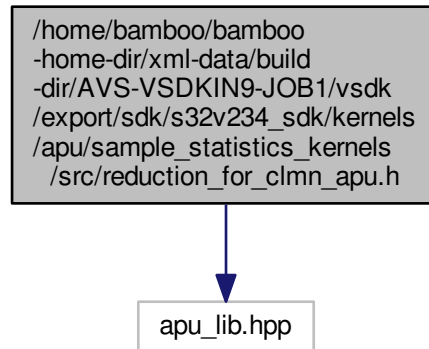 /home/bamboo/bamboo
-home-dir/xml-data/build
-dir/AVS-VSDKIN9-JOB1/vsdk
/export/sdk/s32v234_sdk/kernels
/apu/sample_statistics_kernels
/src/reduction_for_clmn_apu.h
apu_lib.hpp